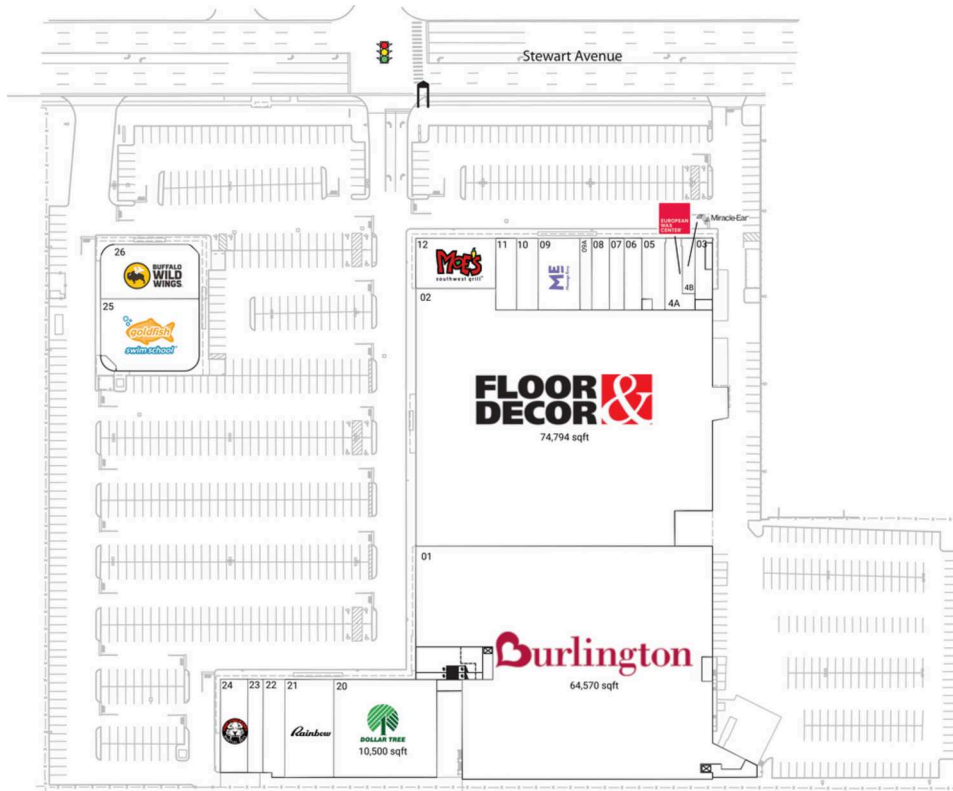 Stewart Avenue
EUROPEAN
WAX
CENTER
Miracle-Ear
26
BUFFALO
WILD
WINGS
25
goldfish
swim school
12
MOE'S
southwest grill
11
10
09
ME
09A
08
07
06
05
4A
4B
03
02
FLOOR
& DECOR
74,794 sqft
01
Burlington
64,570 sqft
24
23
22
21
Rainbow
20
DOLLAR TREE
10,500 sqft